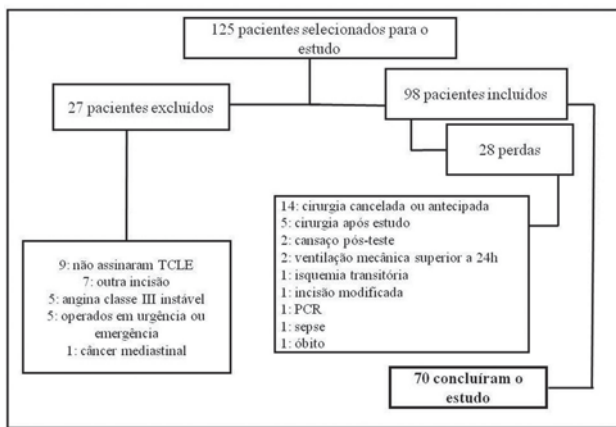 125 pacientes selecionados para o
estudo
27 pacientes excluidos
98 pacientes incluidos
28 perdas
14: cirurgia cancelada ou antecipada
5: cirurgia após estudo
2: cansaço pós-teste
2: ventilação mecânica superior a 24h
1: isquemia transitória
1: incisão modificada
1: PCR
1: sepse
1: óbito
9: não assinaram TCLE
7: outra incisão
5: angina classe III instável
5: operados em urgência ou
emergência
1: câncer mediastinal
70 concluíram o
estudo